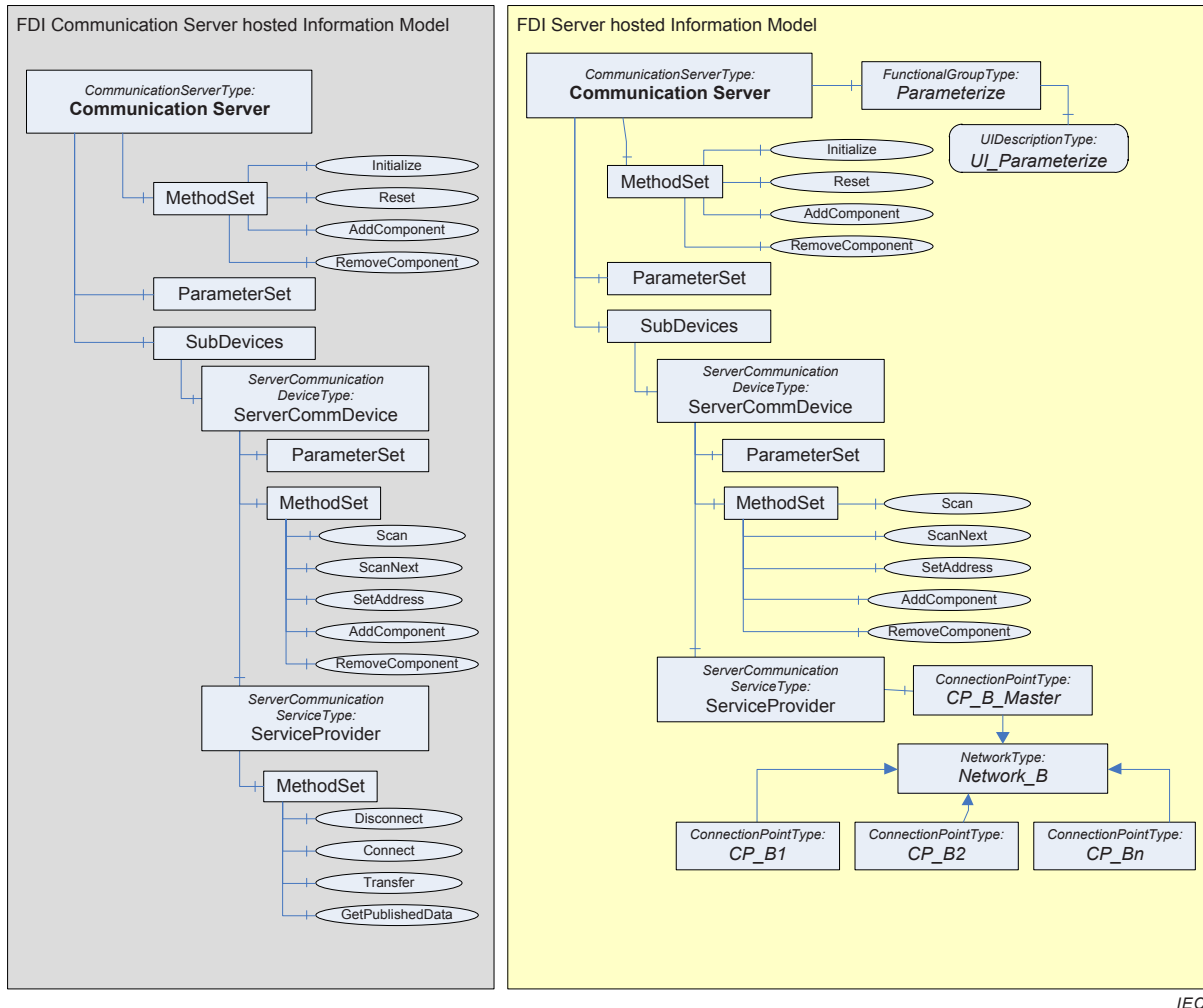 FDI Communication Server hosted Information Model
CommunicationServerType:
Communication Server
Initialize
MethodSet
Reset
AddComponent
RemoveComponent
ParameterSet
SubDevices
ServerCommunication
DeviceType:
ServerCommDevice
ParameterSet
MethodSet
Scan
ScanNext
SetAddress
AddComponent
RemoveComponent
ServerCommunication
ServiceType:
ServiceProvider
MethodSet
Disconnect
Connect
Transfer
GetPublishedData
FDI Server hosted Information Model
CommunicationServerType:
Communication Server
FunctionalGroupType:
Parameterize
UIDescriptionType:
UI_Parameterize
Initialize
MethodSet
Reset
AddComponent
RemoveComponent
ParameterSet
SubDevices
ServerCommunication
DeviceType:
ServerCommDevice
ParameterSet
MethodSet
Scan
ScanNext
SetAddress
AddComponent
RemoveComponent
ServerCommunication
ServiceType:
ServiceProvider
ConnectionPointType:
CP_B_Master
NetworkType:
Network_B
ConnectionPointType:
CP_B1
ConnectionPointType:
CP_B2
ConnectionPointType:
CP_Bn
IEC